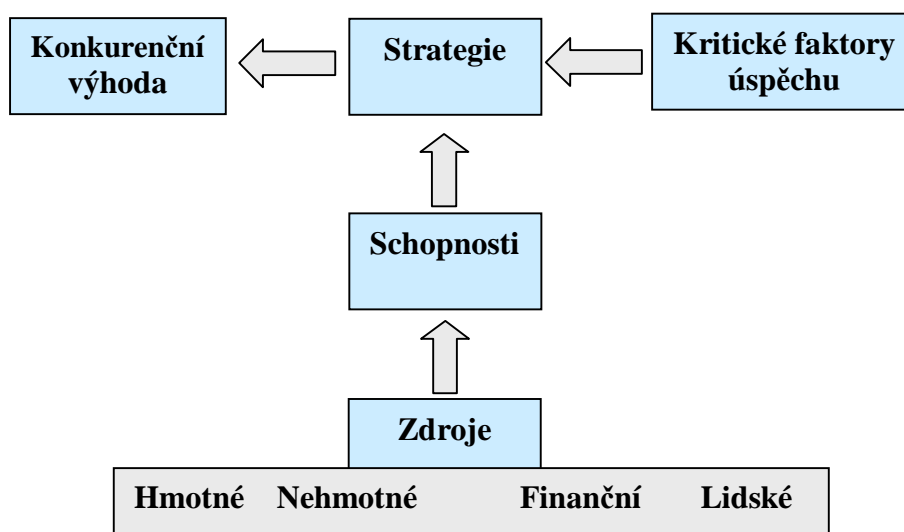 Konkurenční
výhoda
Strategie
Kritické faktory
úspěchu
Schopnosti
Zdroje
Hmotné Nehmotné Finanční Lidské